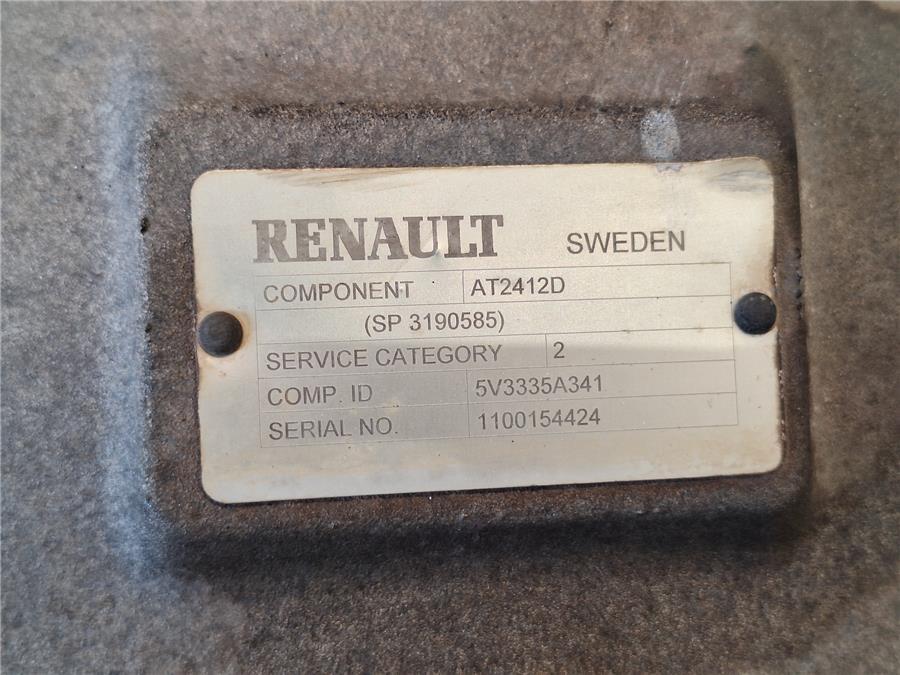 RENAULT SWEDEN
COMPONENT AT2412D
(SP 3190585)
SERVICE CATEGORY 2
COMP. ID 5V3335A341
SERIAL NO. 1100154424